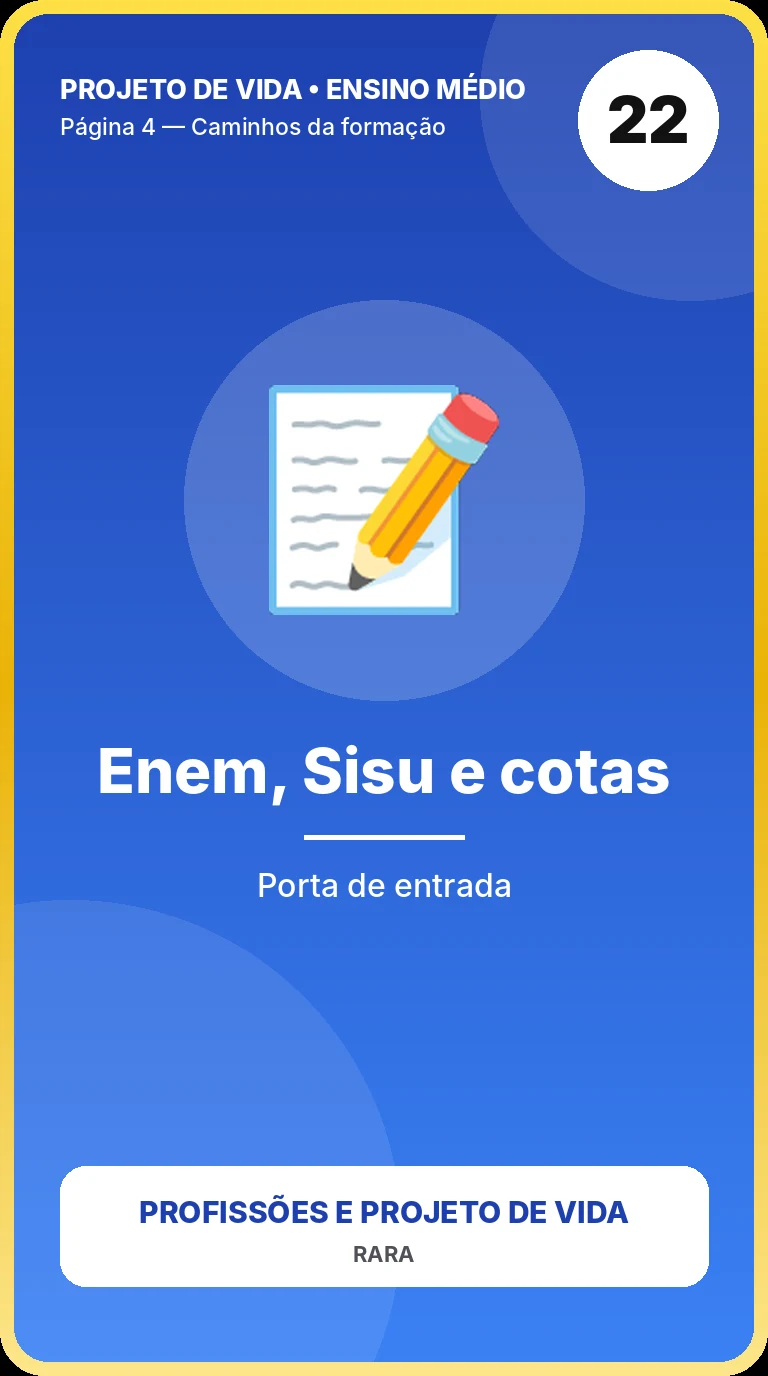 PROJETO DE VIDA • ENSINO MÉDIO
Página 4 — Caminhos da formação
22
Enem, Sisu e cotas
Porta de entrada
PROFISSÕES E PROJETO DE VIDA
RARA